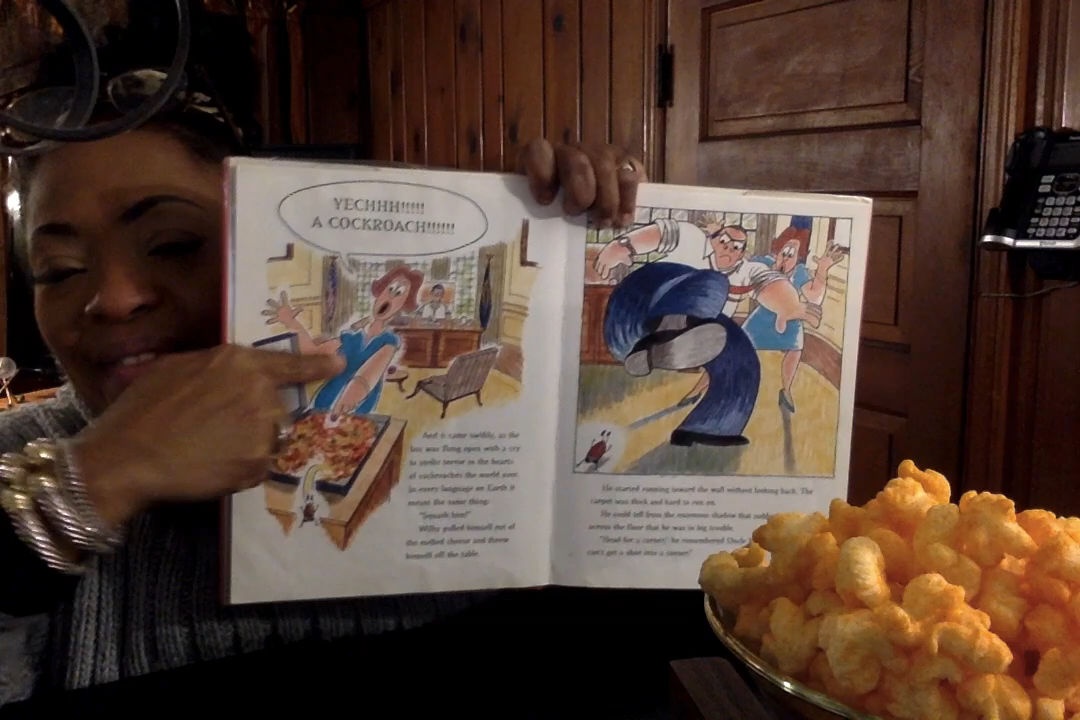 YECHHH!!!!!
A COCKROACH!!!!!!
And it came swiftly, as the
box was flung open with a cry
to strike terror in the hearts
of cockroaches the world over.
In every language on Earth it
meant the same thing:
"Squash him!"
Willy pulled himself out of
the melted cheese and threw
himself off the table.
He started running toward the wall without looking back. The
carpet was thick and hard to run on.
He could tell from the enormous shadow that
across the floor that he was in big trouble.
"Head for a corner! he remembered Uncle
can't get a shoe into a corner!"